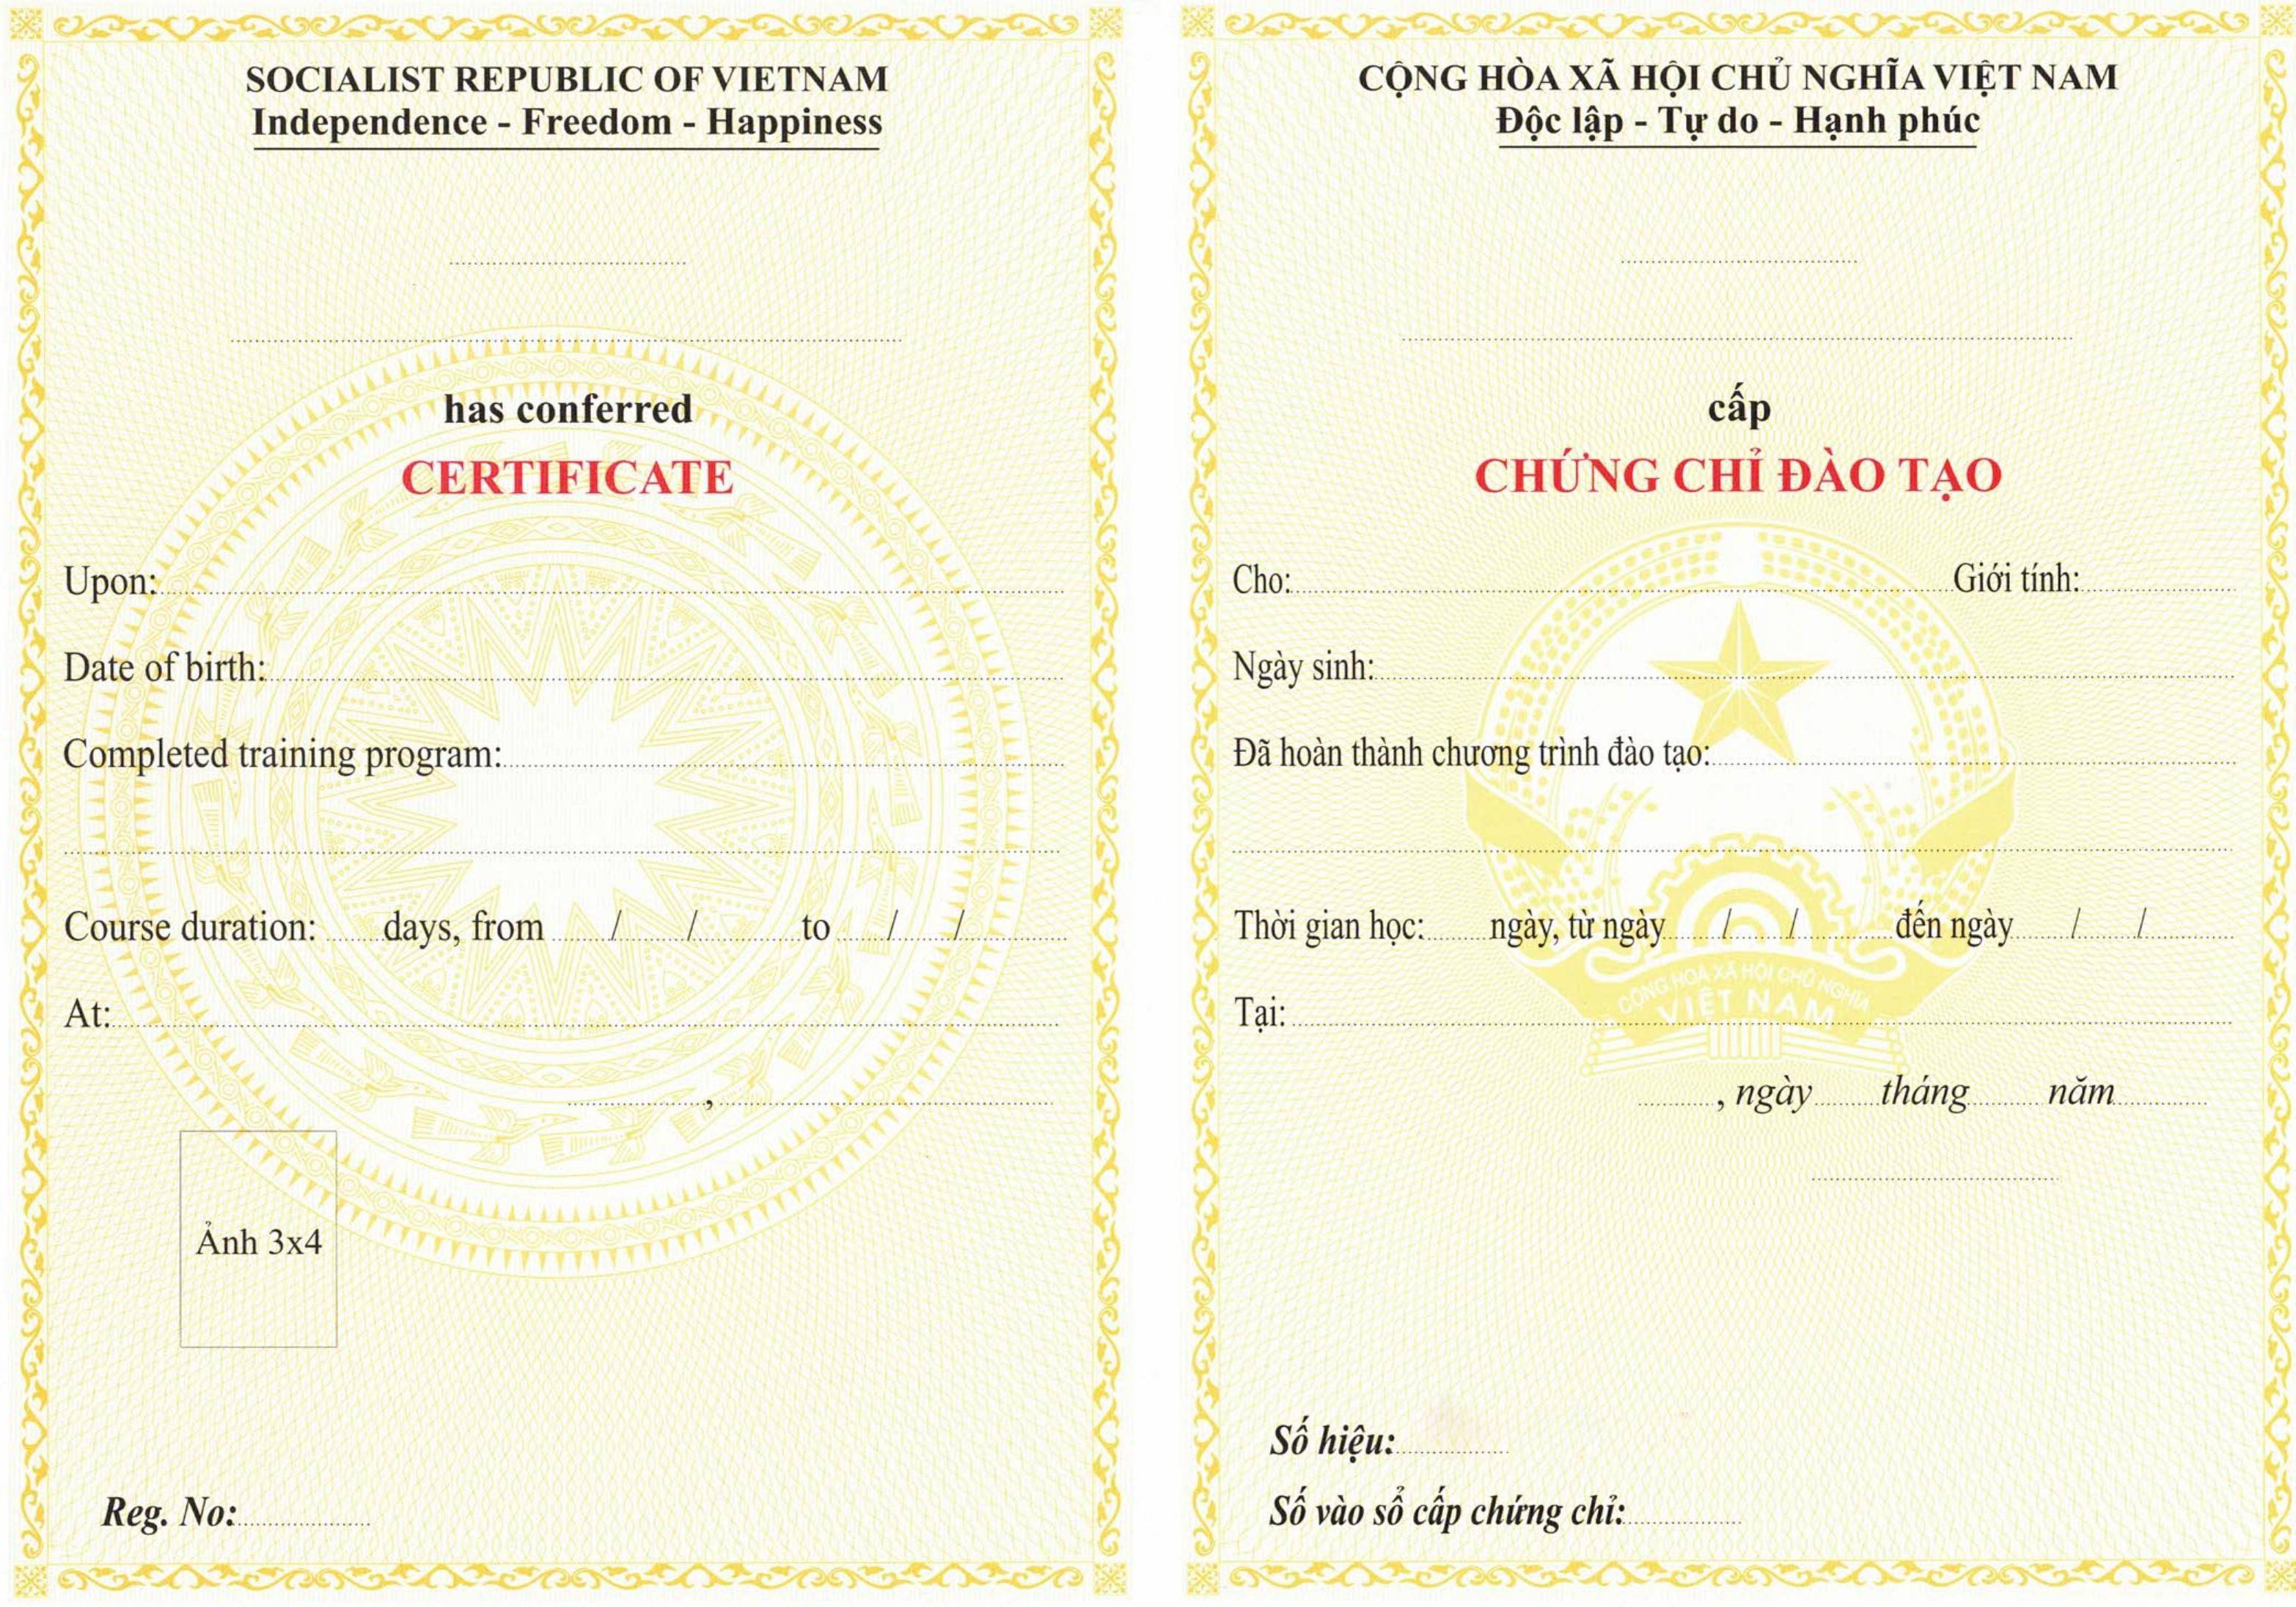 SOCIALIST REPUBLIC OF VIETNAM
Independence - Freedom - Happiness
has conferred
CERTIFICATE
Upon:
Date of birth:
Completed training program:
Course duration: days, from / / to / /
At:
,
Ảnh 3x4
Reg. No:
CỘNG HÒA XÃ HỘI CHỦ NGHĨA VIỆT NAM
Độc lập - Tự do - Hạnh phúc
cấp
CHỨNG CHỈ ĐÀO TẠO
Cho: Giới tính:
Ngày sinh:
Đã hoàn thành chương trình đào tạo:
Thời gian học: ngày, từ ngày / / đến ngày / /
CỘNG HÒA XÃ HỘI CHỦ NGHĨA
VIỆT NAM
Tại:
, ngày tháng năm
Số hiệu:
Số vào sổ cấp chứng chỉ: